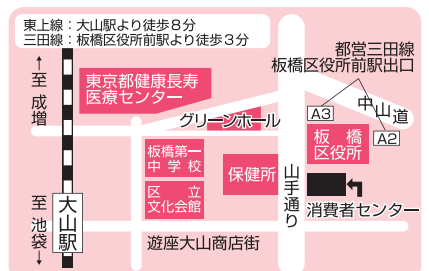 東上線：大山駅より徒歩８分
三田線：板橋区役所前駅より徒歩３分
都営三田線
板橋区役所前駅出口
←至 成増
東京都健康長寿
医療センター
グリーンホール
A3
中山道
A2
板橋
区役所
板橋第一
中学校
保健所
山手通り
区立
文化会館
消費者センター
大山駅
至 池袋→
遊座大山商店街